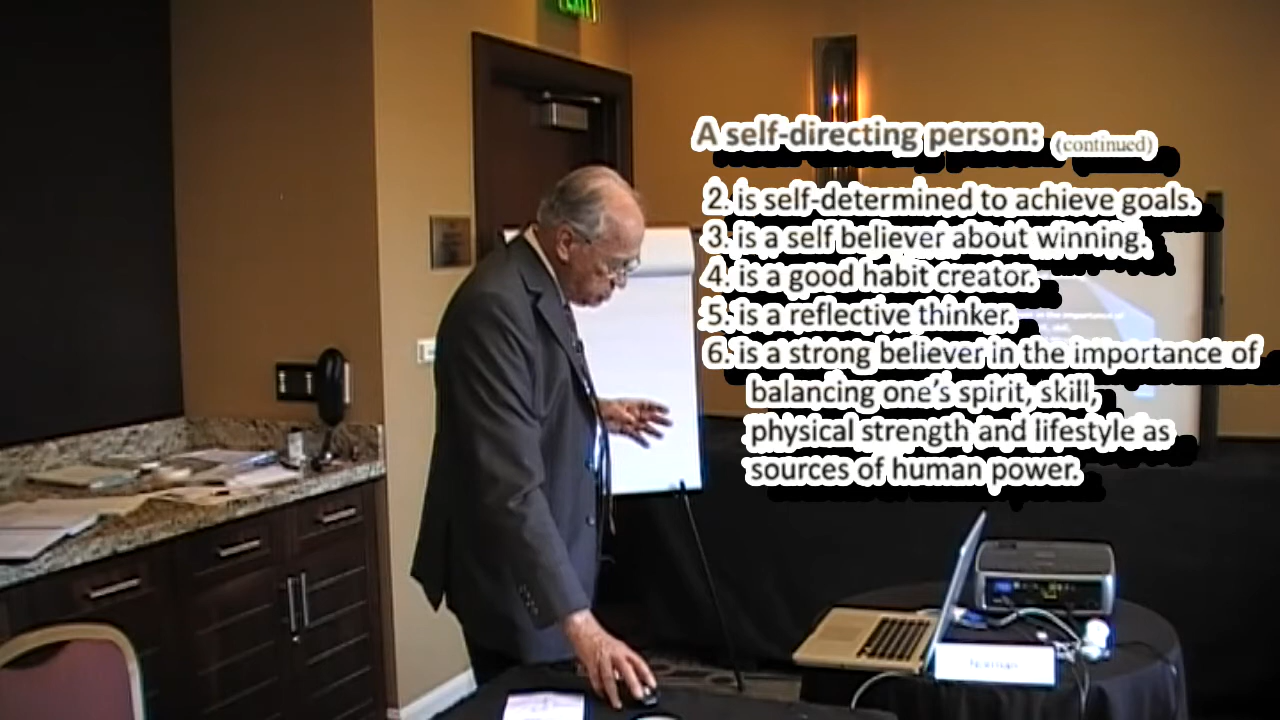 EXIT
A self-directing person: (continued)
2. is self-determined to achieve goals.
3. is a self believer about winning.
4. is a good habit creator.
5. is a reflective thinker.
6. is a strong believer in the importance of
balancing one's spirit, skill,
physical strength and lifestyle as
sources of human power.